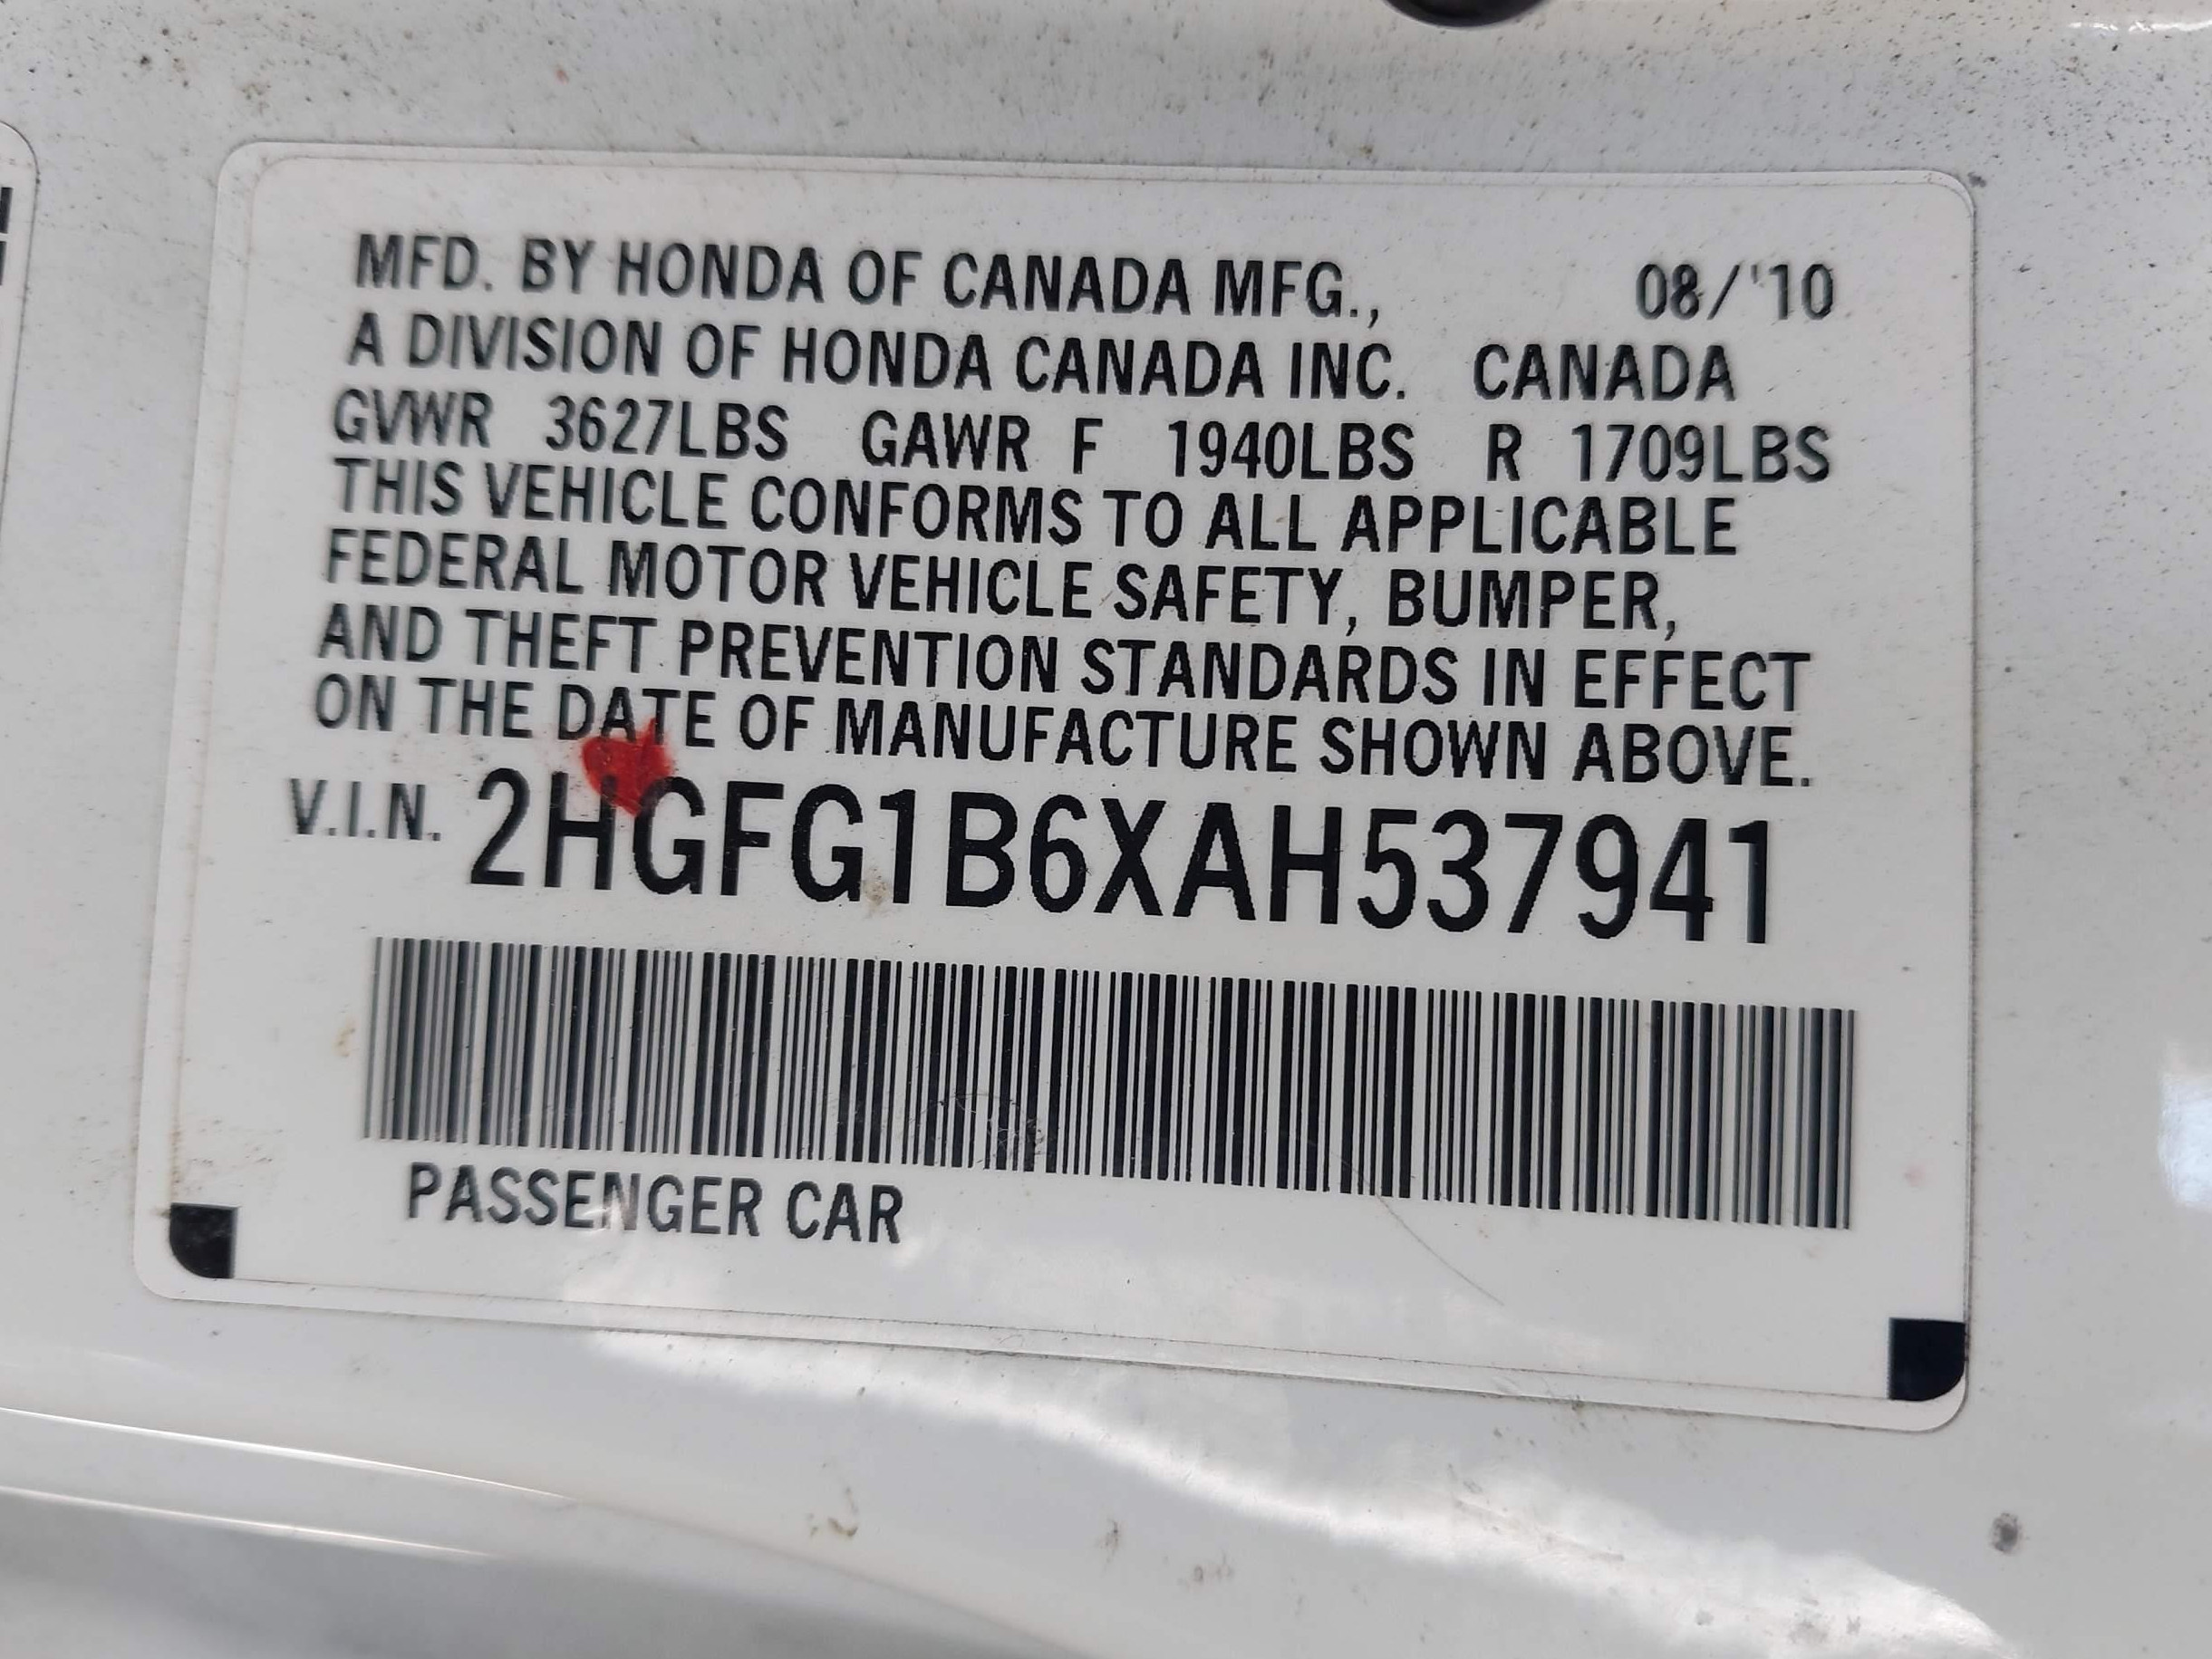 MFD. BY HONDA OF CANADA MFG., 08/'10
A DIVISION OF HONDA CANADA INC. CANADA
GVWR 3627LBS GAWR F 1940LBS R 1709LBS
THIS VEHICLE CONFORMS TO ALL APPLICABLE
FEDERAL MOTOR VEHICLE SAFETY, BUMPER,
AND THEFT PREVENTION STANDARDS IN EFFECT
ON THE DATE OF MANUFACTURE SHOWN ABOVE.
V.I.N. 2HGFG1B6XAH537941
PASSENGER CAR